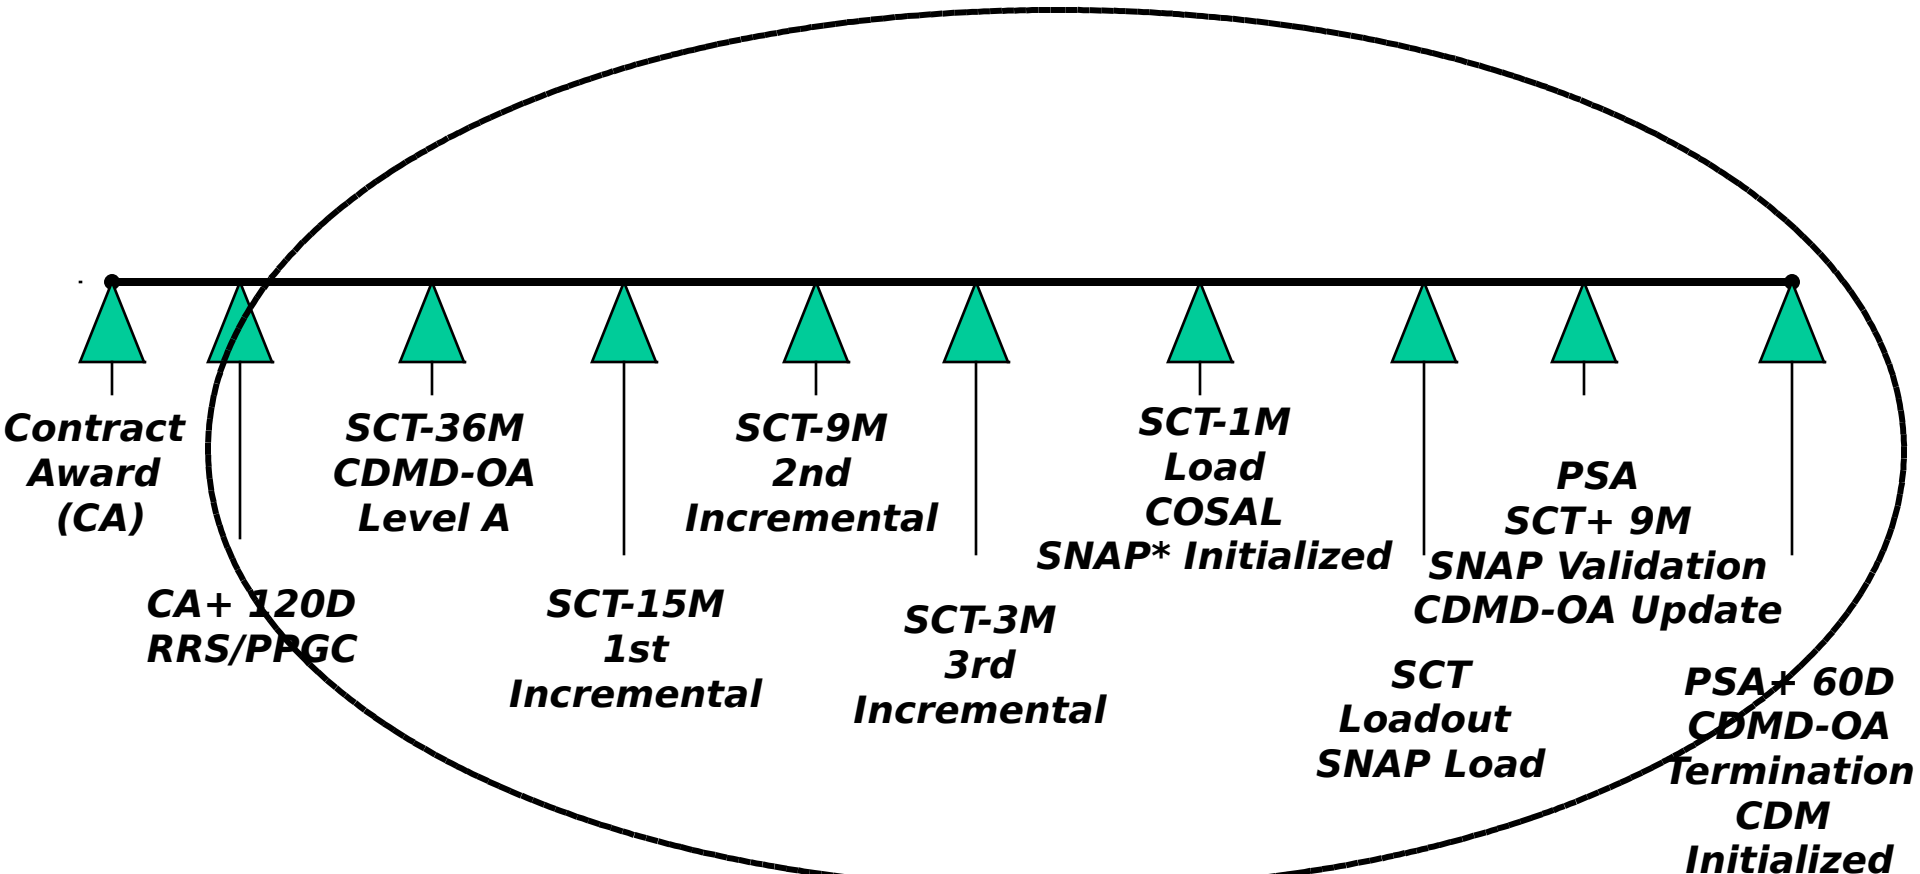 Contract
Award
(CA)
CA+ 120D
RRS/PPGC
SCT-36M
CDMD-OA
Level A
SCT-15M
1st
Incremental
SCT-9M
2nd
Incremental
SCT-3M
3rd
Incremental
SCT-1M
Load
COSAL
SNAP* Initialized
SCT
Loadout
SNAP Load
PSA
SCT+ 9M
SNAP Validation
CDMD-OA Update
PSA+ 60D
CDMD-OA
Termination
CDM
Initialized